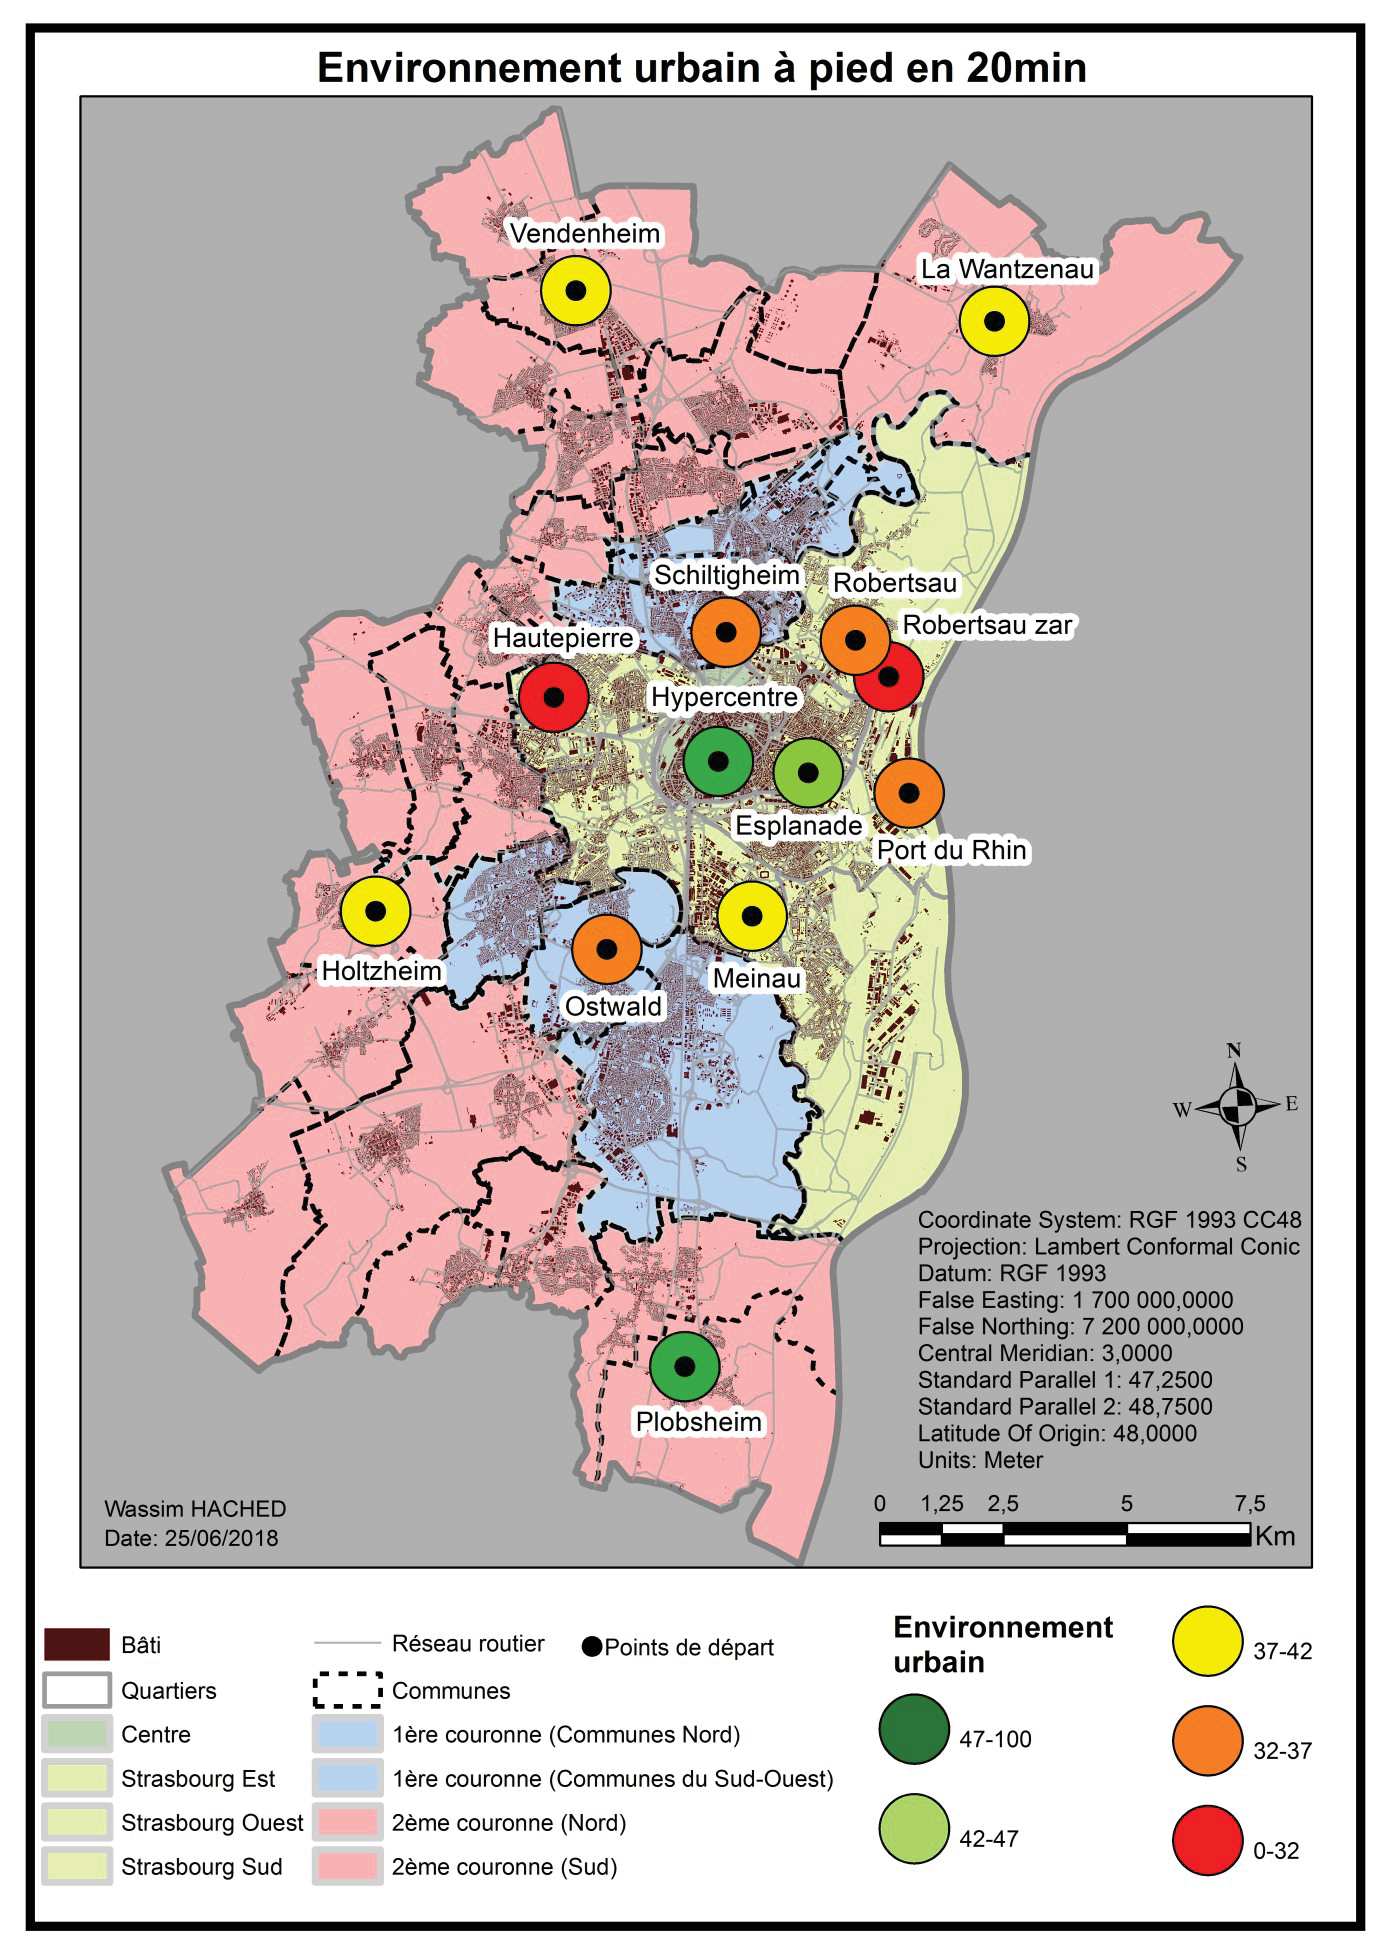 Environnement urbain à pied en 20min
Vendenheim
La Wantzenau
Schiltigheim
Robertsau
Robertsau zar
Hautepierre
Hypercentre
Esplanade
Port du Rhin
Holtzheim
Meinau
Ostwald
Plobsheim
N
W
E
S
Coordinate System: RGF 1993 CC48
Projection: Lambert Conformal Conic
Datum: RGF 1993
False Easting: 1 700 000,0000
False Northing: 7 200 000,0000
Central Meridian: 3,0000
Standard Parallel 1: 47,2500
Standard Parallel 2: 48,7500
Latitude Of Origin: 48,0000
Units: Meter
Wassim HACHED
Date: 25/06/2018
0 1,25 2,5 5 7,5
Km
Bâti
Quartiers
Centre
Strasbourg Est
Strasbourg Ouest
Strasbourg Sud
Réseau routier
Communes
1ère couronne (Communes Nord)
1ère couronne (Communes du Sud-Ouest)
2ème couronne (Nord)
2ème couronne (Sud)
Points de départ
Environnement
urbain
47-100
42-47
37-42
32-37
0-32